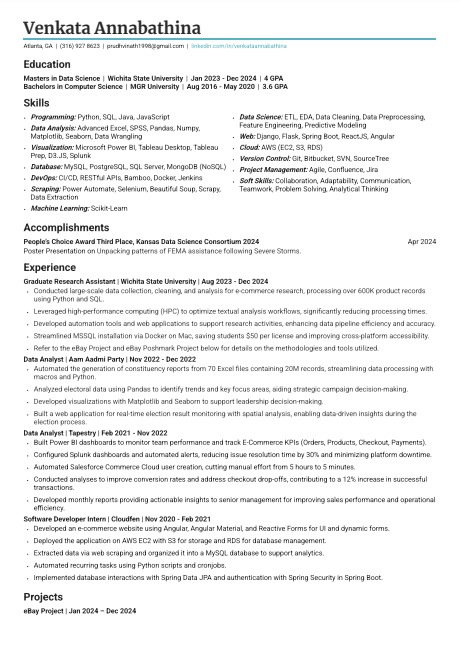 Venkata Annabathina
Atlanta, GA | (316) 927 8623 | prudhvinath1998@gmail.com | linkedin.com/in/venkataannabathina
Education
Masters in Data Science | Wichita State University | Jan 2023 - Dec 2024 | 4 GPA
Bachelors in Computer Science | MGR University | Aug 2016 - May 2020 | 3.6 GPA
Skills
• Programming: Python, SQL, Java, JavaScript
• Data Analysis: Advanced Excel, SPSS, Pandas, Numpy,
Matplotlib, Seaborn, Data Wrangling
• Visualization: Microsoft Power BI, Tableau Desktop, Tableau
Prep, D3.JS, Splunk
• Database: MySQL, PostgreSQL, SQL Server, MongoDB (NoSQL)
• DevOps: CI/CD, RESTful APIs, Bamboo, Docker, Jenkins
• Scraping: Power Automate, Selenium, Beautiful Soup, Scrapy,
Data Extraction
• Machine Learning: Scikit-Learn
• Data Science: ETL, EDA, Data Cleaning, Data Preprocessing,
Feature Engineering, Predictive Modeling
• Web: Django, Flask, Spring Boot, ReactJS, Angular
• Cloud: AWS (EC2, S3, RDS)
• Version Control: Git, Bitbucket, SVN, SourceTree
• Project Management: Agile, Confluence, Jira
• Soft Skills: Collaboration, Adaptability, Communication,
Teamwork, Problem Solving, Analytical Thinking
Accomplishments
People's Choice Award Third Place, Kansas Data Science Consortium 2024 Apr 2024
Poster Presentation on Unpacking patterns of FEMA assistance following Severe Storms.
Experience
Graduate Research Assistant | Wichita State University | Aug 2023 - Dec 2024
• Conducted large-scale data collection, cleaning, and analysis for e-commerce research, processing over 600K product records
using Python and SQL.
• Leveraged high-performance computing (HPC) to optimize textual analysis workflows, significantly reducing processing times.
• Developed automation tools and web applications to support research activities, enhancing data pipeline efficiency and accuracy.
• Streamlined MSSQL installation via Docker on Mac, saving students $50 per license and improving cross-platform accessibility.
• Refer to the eBay Project and eBay Poshmark Project below for details on the methodologies and tools utilized.
Data Analyst | Aam Aadmi Party | Nov 2022 - Dec 2022
• Automated the generation of constituency reports from 70 Excel files containing 20M records, streamlining data processing with
macros and Python.
• Analyzed electoral data using Pandas to identify trends and key focus areas, aiding strategic campaign decision-making.
• Developed visualizations with Matplotlib and Seaborn to support leadership decision-making.
• Built a web application for real-time election result monitoring with spatial analysis, enabling data-driven insights during the
election process.
Data Analyst | Tapestry | Feb 2021 - Nov 2022
• Built Power BI dashboards to monitor team performance and track E-Commerce KPIs (Orders, Products, Checkout, Payments).
• Configured Splunk dashboards and automated alerts, reducing issue resolution time by 30% and minimizing platform downtime.
• Automated Salesforce Commerce Cloud user creation, cutting manual effort from 5 hours to 5 minutes.
• Conducted analyses to improve conversion rates and address checkout drop-offs, contributing to a 12% increase in successful
transactions.
• Developed monthly reports providing actionable insights to senior management for improving sales performance and operational
efficiency.
Software Developer Intern | Cloudfen | Nov 2020 - Feb 2021
• Developed an e-commerce website using Angular, Angular Material, and Reactive Forms for UI and dynamic forms.
• Deployed the application on AWS EC2 with S3 for storage and RDS for database management.
• Extracted data via web scraping and organized it into a MySQL database to support analytics.
• Automated recurring tasks using Python scripts and cronjobs.
• Implemented database interactions with Spring Data JPA and authentication with Spring Security in Spring Boot.
Projects
eBay Project | Jan 2024 – Dec 2024